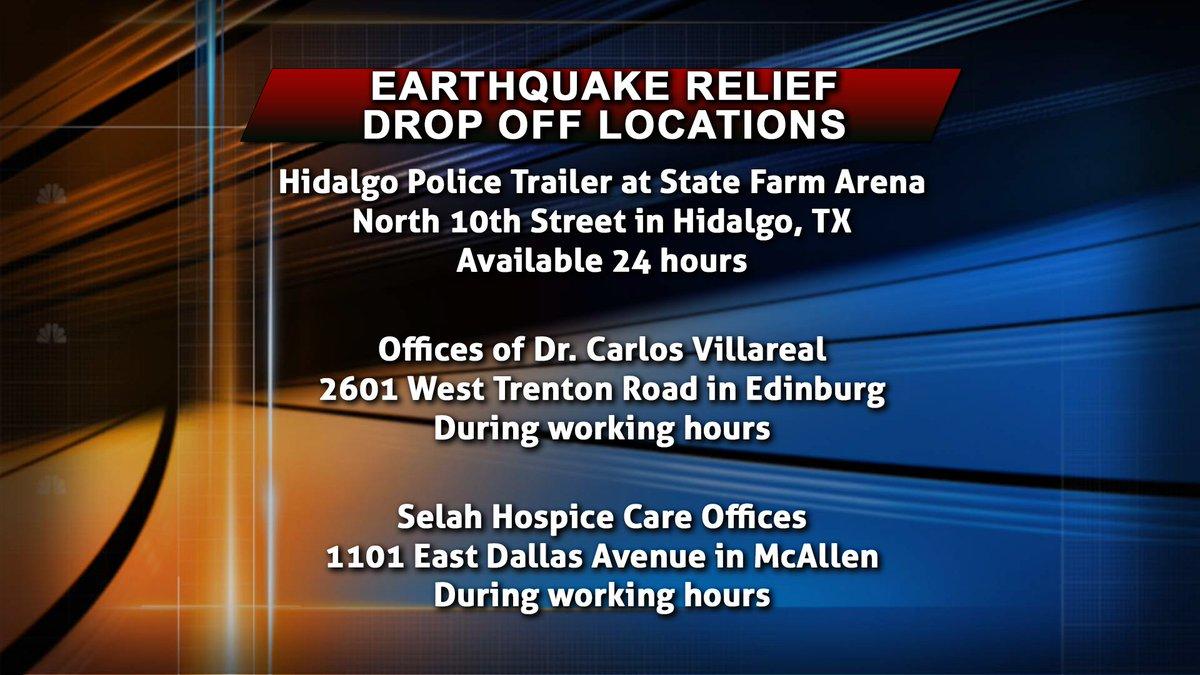 EARTHQUAKE RELIEF
DROP OFF LOCATIONS
Hidalgo Police Trailer at State Farm Arena
North 10th Street in Hidalgo, TX
Available 24 hours
Offices of Dr. Carlos Villareal
2601 West Trenton Road in Edinburg
During working hours
Selah Hospice Care Offices
1101 East Dallas Avenue in McAllen
During working hours